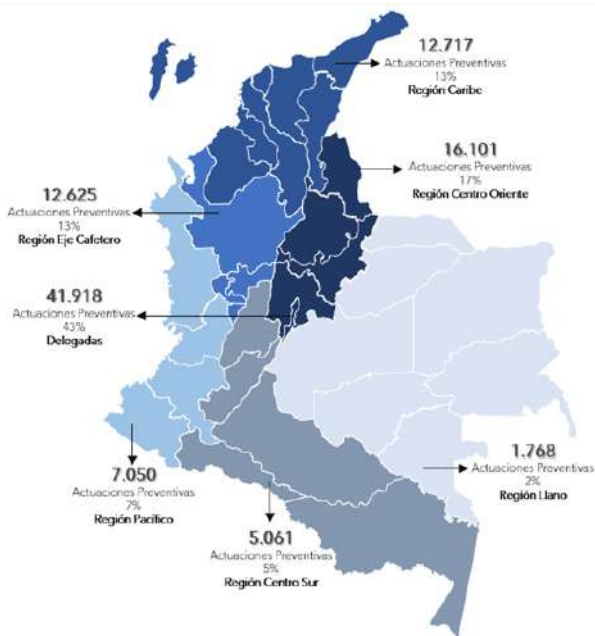 12.717
Actuaciones Preventivas
13%
Región Caribe
16.101
Actuaciones Preventivas
17%
Región Centro Oriente
12.625
Actuaciones Preventivas
13%
Región Eje Cafetero
41.918
Actuaciones Preventivas
43%
Delegadas
1.768
Actuaciones Preventivas
2%
Región Llano
7.050
Actuaciones Preventivas
7%
Región Pacífico
5.061
Actuaciones Preventivas
5%
Región Centro Sur